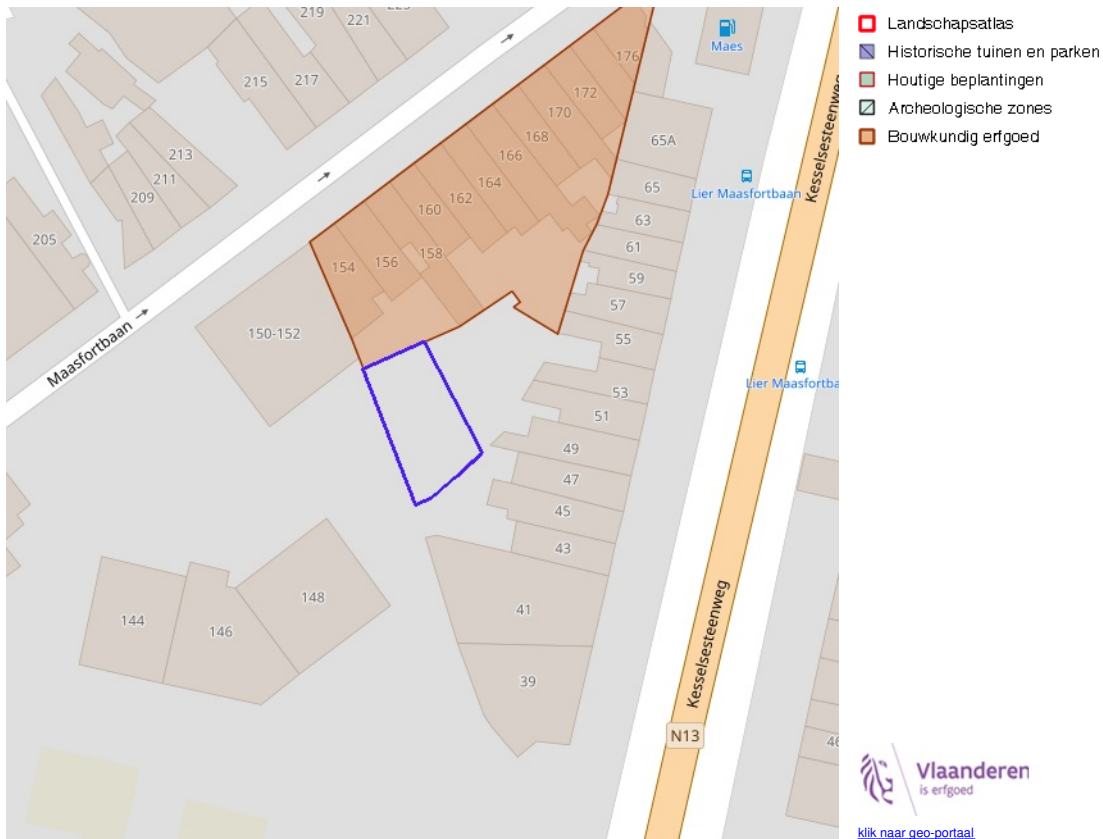 219
221
223
215
217
213
211
209
205
Maasfortbaan
150-152
154
156
158
160
162
164
166
168
170
172
176
Maes
65A
65
63
61
59
57
55
53
51
49
47
45
43
41
39
Lier Maasfortbaan
Lier Maasfortba
Kesselsesteenweg
Kesselsesteenweg
N13
144
146
148
46
Landschapsatlas
Historische tuinen en parken
Houtige beplantingen
Archeologische zones
Bouwkundig erfgoed
Vlaanderen
is erfgoed
klik naar geo-portaal